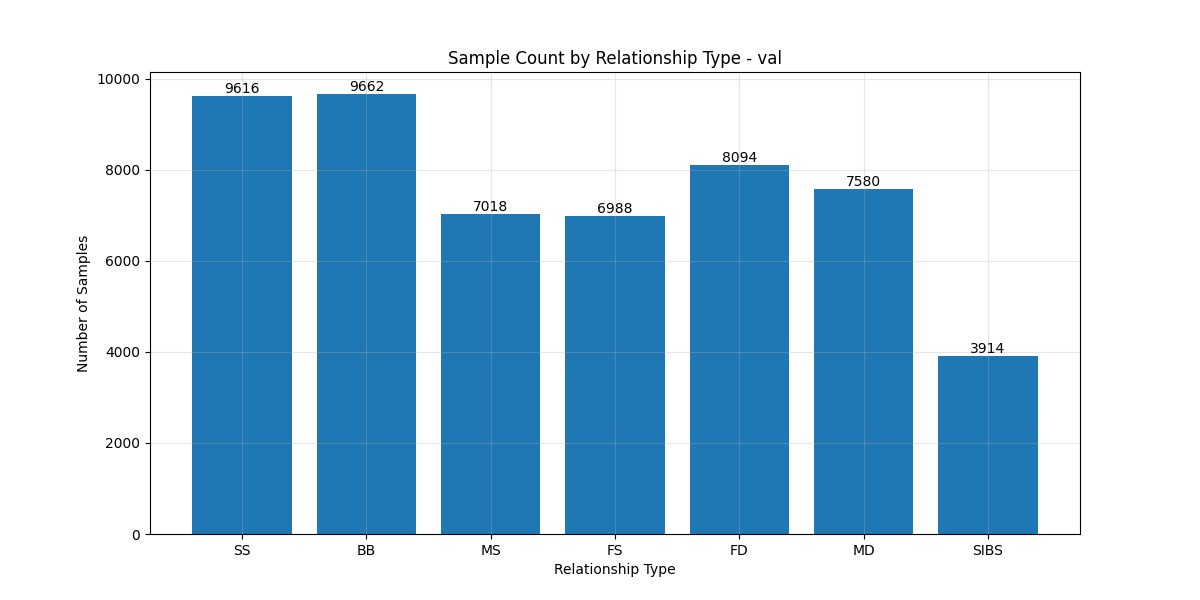 Sample Count by Relationship Type - val
Number of Samples
10000
8000
6000
4000
2000
0
9616
9662
7018
6988
8094
7580
3914
SS
BB
MS
FS
FD
MD
SIBS
Relationship Type